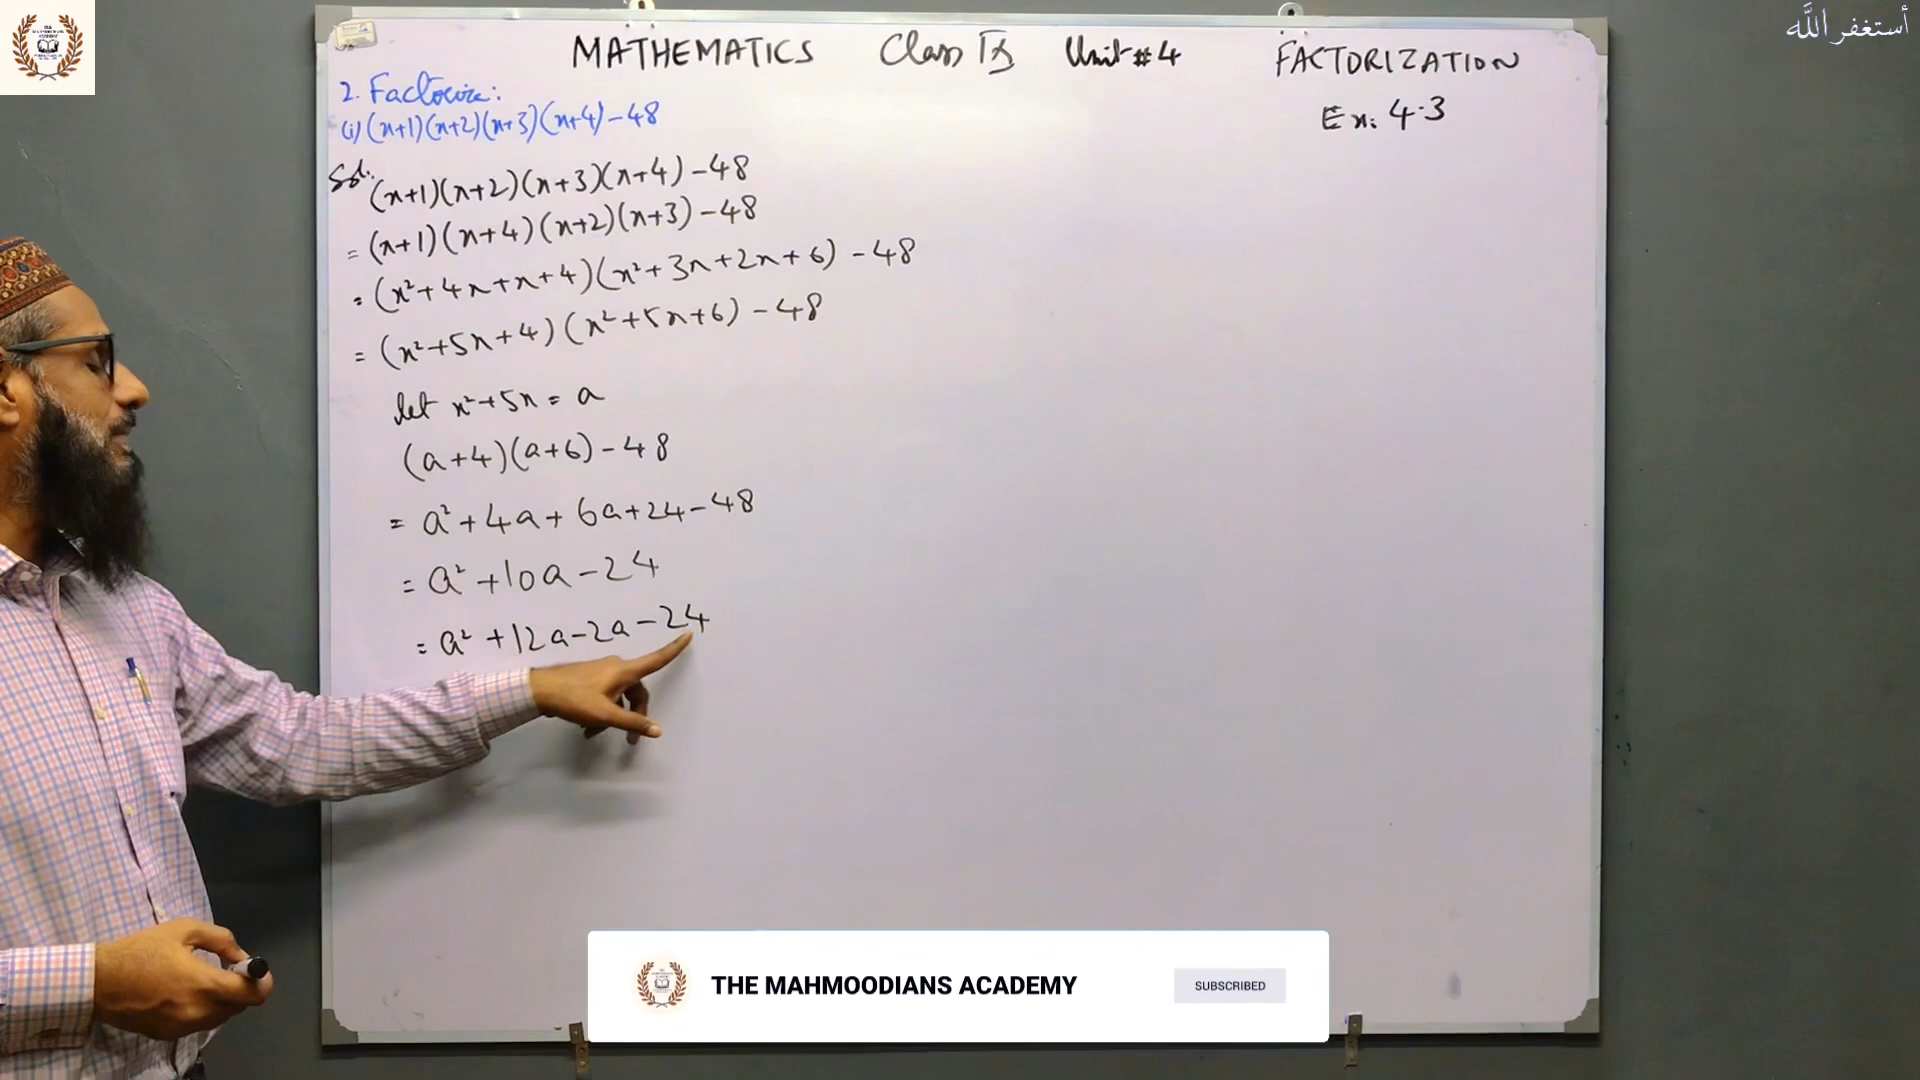 أستغفر الله
MATHEMATICS Class IX Unit #4 FACTORIZATION
Ex: 4.3
2. Factorize:
(i) (x+1)(x+2)(x+3)(x+4)-48
Sol. (x+1)(x+2)(x+3)(x+4)-48
= (x+1)(x+4)(x+2)(x+3)-48
= (x²+4x+x+4)(x²+3x+2x+6)-48
= (x²+5x+4)(x²+5x+6)-48
let x²+5x = a
(a+4)(a+6)-48
= a²+4a+6a+24-48
= a²+10a-24
= a²+12a-2a-24
THE MAHMOODIANS ACADEMY
SUBSCRIBED